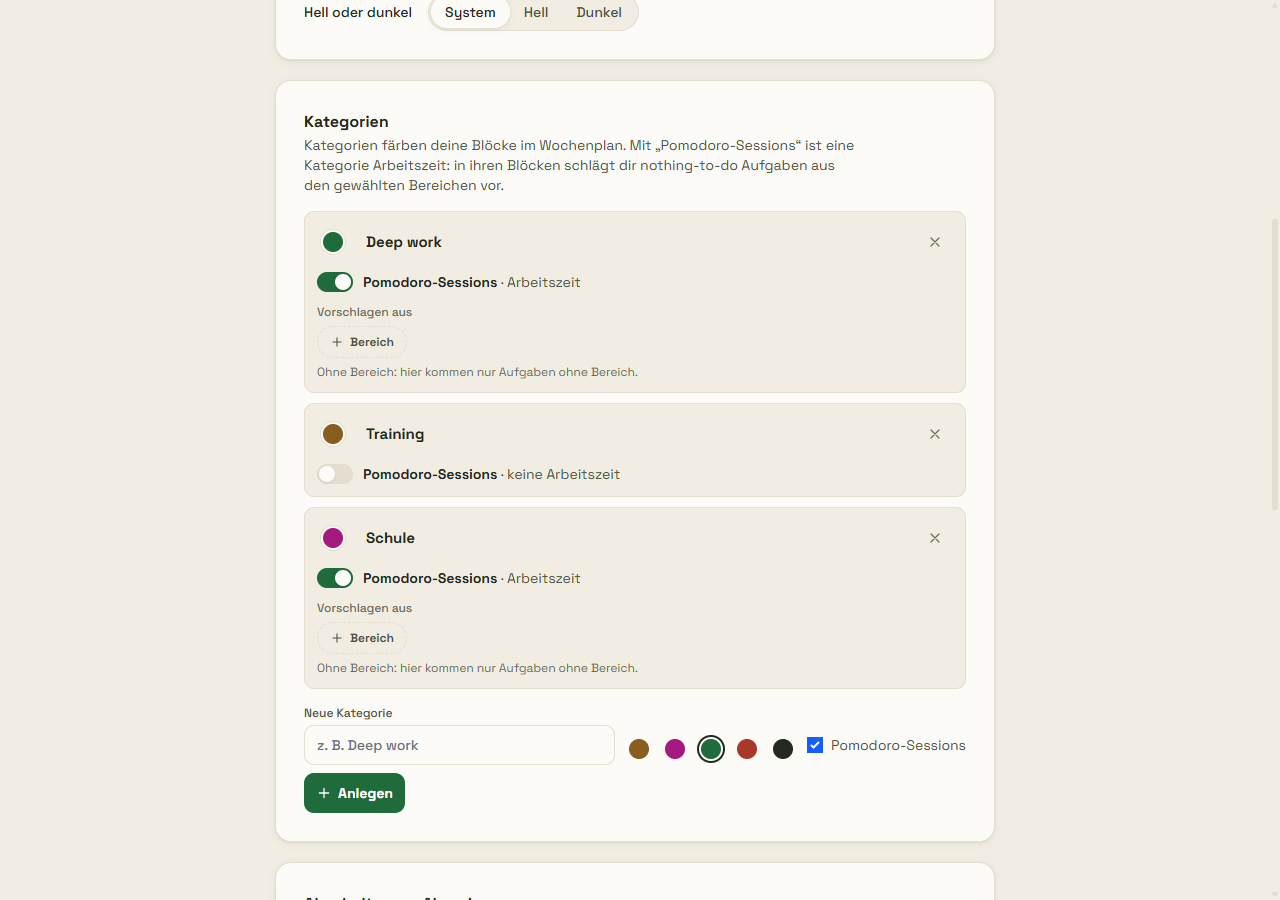 Hell oder dunkel System Hell Dunkel
Kategorien
Kategorien färben deine Blöcke im Wochenplan. Mit „Pomodoro-Sessions“ ist eine
Kategorie Arbeitszeit: in ihren Blöcken schlägt dir nothing-to-do Aufgaben aus
den gewählten Bereichen vor.
Deep work
Pomodoro-Sessions · Arbeitszeit
Vorschlagen aus
+ Bereich
Ohne Bereich: hier kommen nur Aufgaben ohne Bereich.
Training
Pomodoro-Sessions · keine Arbeitszeit
Schule
Pomodoro-Sessions · Arbeitszeit
Vorschlagen aus
+ Bereich
Ohne Bereich: hier kommen nur Aufgaben ohne Bereich.
Neue Kategorie
z. B. Deep work Pomodoro-Sessions
+ Anlegen